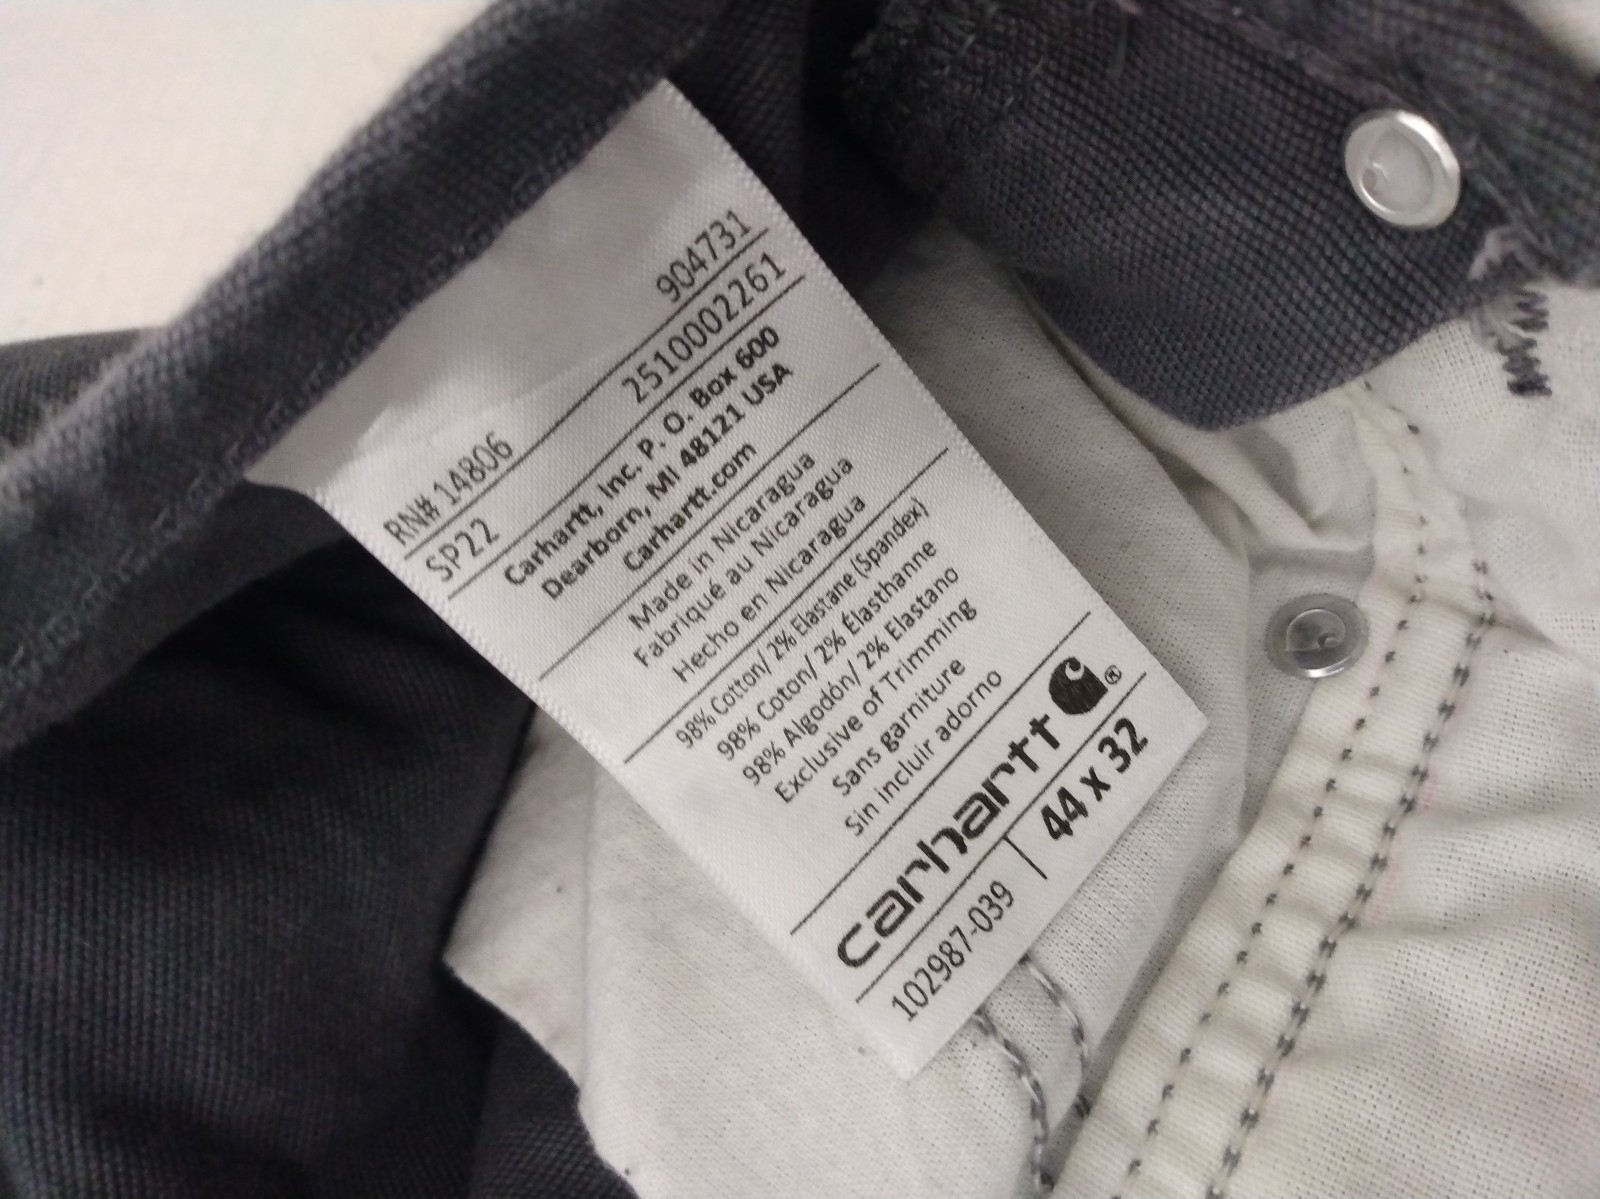 RN# 14806 904731
SP22 2510002261
Carhartt, Inc. P. O. Box 600
Dearborn, MI 48121 USA
Carhartt.com
Made in Nicaragua
Fabriqué au Nicaragua
Hecho en Nicaragua
98% Cotton/ 2% Elastane (Spandex)
98% Coton/ 2% Élasthanne
98% Algodón/ 2% Elastano
Exclusive of Trimming
Sans garniture
Sin incluir adorno
carhartt ®
102987-039 | 44 x 32